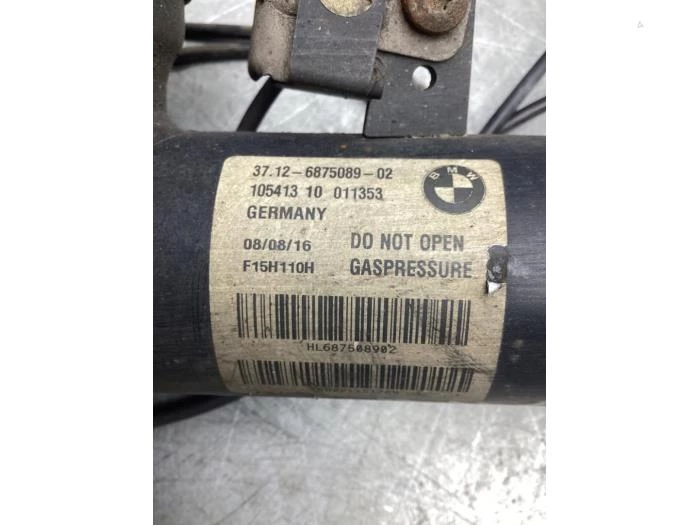 37.12-6875089-02
105413 10 011353
BMW
GERMANY
08/08/16 DO NOT OPEN
F15H110H GASPRESSURE
HL687508902